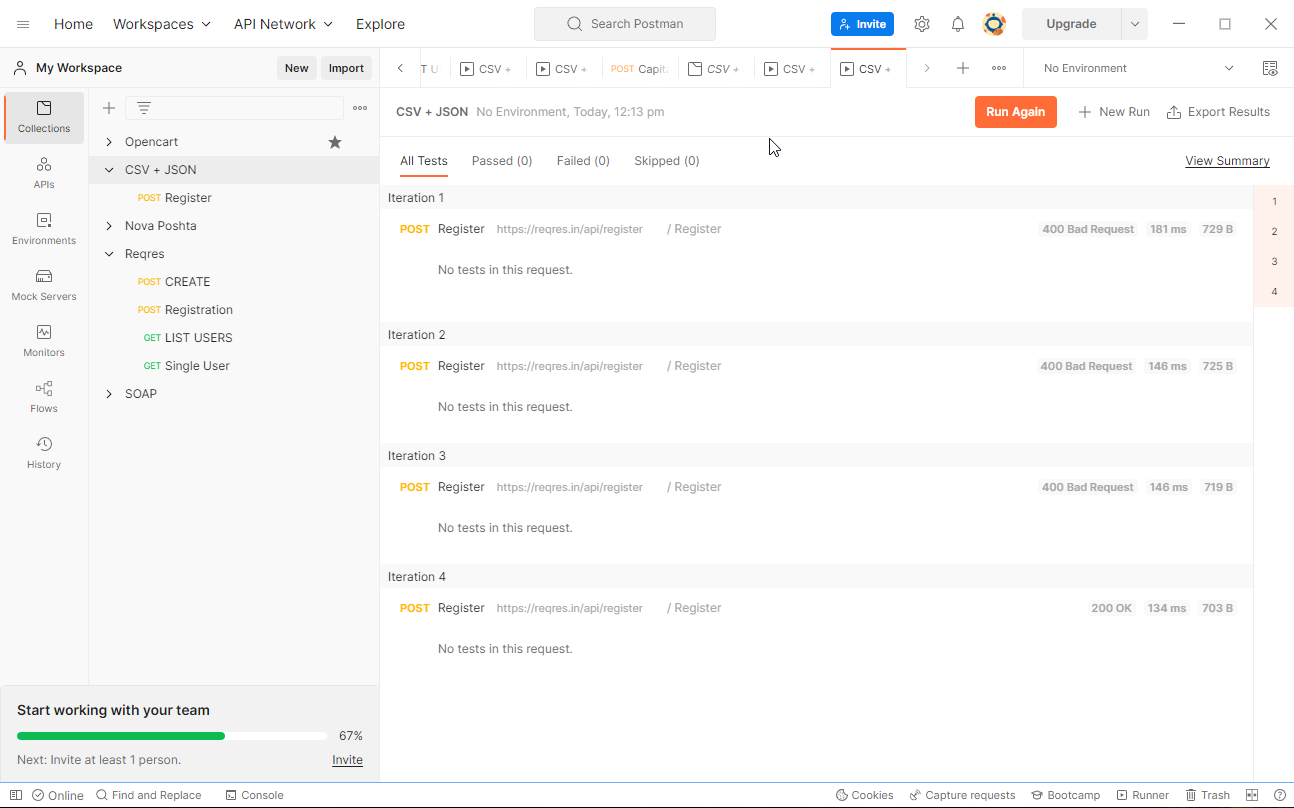 Home Workspaces API Network Explore Search Postman Invite Upgrade
My Workspace New Import
T U CSV + CSV + POST Capit CSV + CSV + CSV + No Environment
Collections
APIs
Environments
Mock Servers
Monitors
Flows
History
Opencart
CSV + JSON
POST Register
Nova Poshta
Reqres
POST CREATE
POST Registration
GET LIST USERS
GET Single User
SOAP
Start working with your team
67%
Next: Invite at least 1 person. Invite
CSV + JSON No Environment, Today, 12:13 pm Run Again New Run Export Results
All Tests Passed (0) Failed (0) Skipped (0) View Summary
Iteration 1
POST Register https://reqres.in/api/register / Register 400 Bad Request 181 ms 729 B
No tests in this request.
Iteration 2
POST Register https://reqres.in/api/register / Register 400 Bad Request 146 ms 725 B
No tests in this request.
Iteration 3
POST Register https://reqres.in/api/register / Register 400 Bad Request 146 ms 719 B
No tests in this request.
Iteration 4
POST Register https://reqres.in/api/register / Register 200 OK 134 ms 703 B
No tests in this request.
1
2
3
4
Online Find and Replace Console Cookies Capture requests Bootcamp Runner Trash